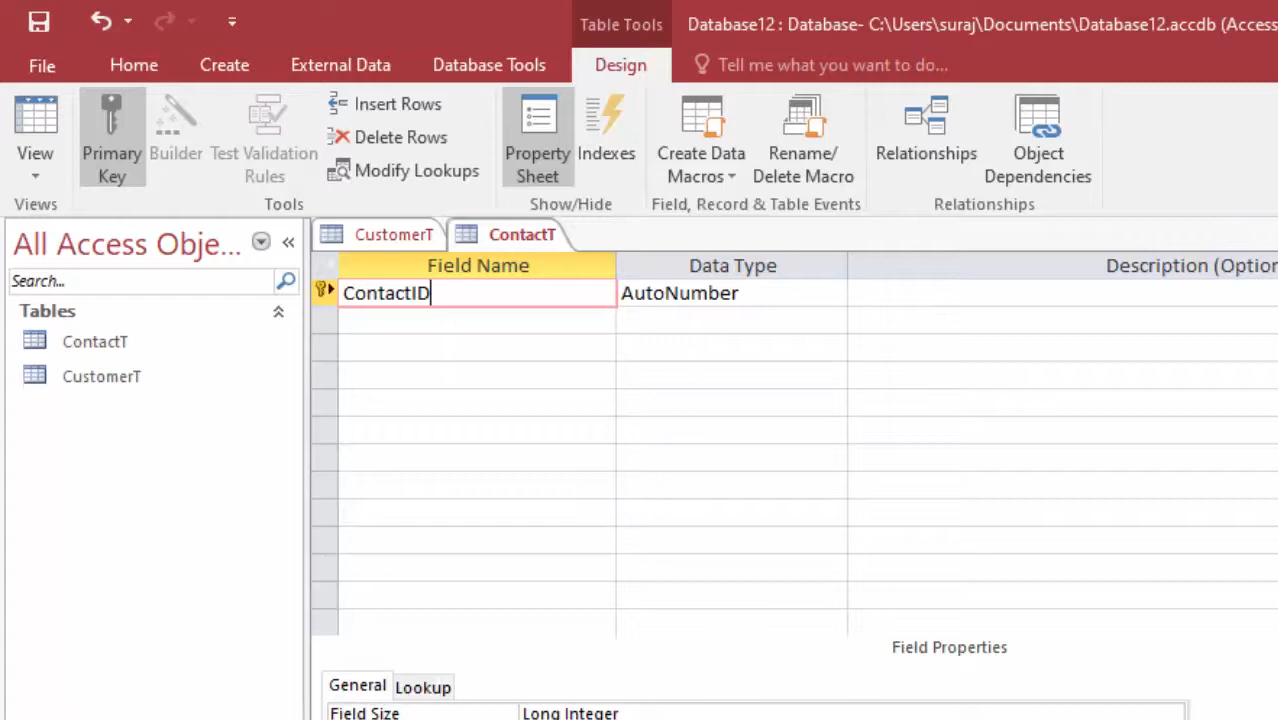 Table Tools
Database12 : Database- C:\Users\suraj\Documents\Database12.accdb (Access
File
Home
Create
External Data
Database Tools
Design
Tell me what you want to do...
View
Primary Key
Builder
Test Validation Rules
Insert Rows
Delete Rows
Modify Lookups
Property Sheet
Indexes
Create Data Macros
Rename/ Delete Macro
Relationships
Object Dependencies
Views
Tools
Show/Hide
Field, Record & Table Events
Relationships
All Access Obje...
Search...
Tables
ContactT
CustomerT
CustomerT
ContactT
Field Name
Data Type
Description (Option
ContactID
AutoNumber
Field Properties
General
Lookup
Field Size
Long Integer